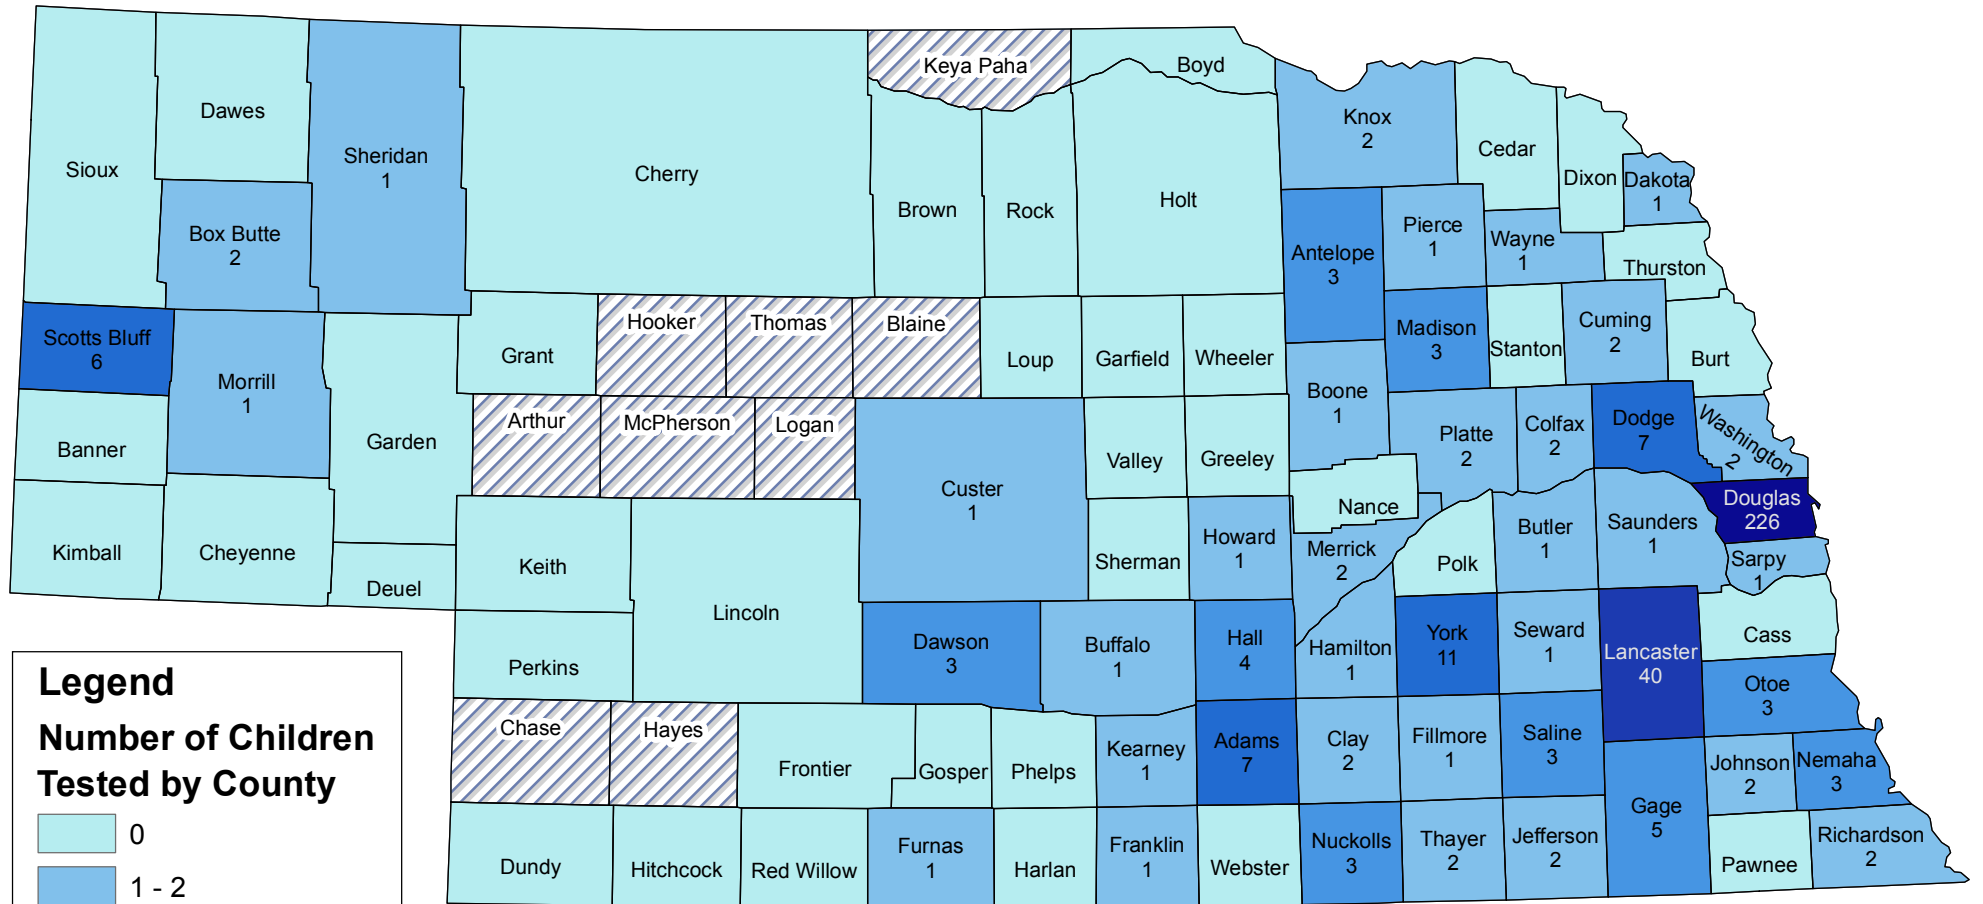 Keya Paha
Boyd
Dawes
Sheridan
1
Sioux
Cherry
Brown
Rock
Holt
Knox
2
Cedar
Dixon
Dakota
1
Box Butte
2
Antelope
3
Pierce
1
Wayne
1
Thurston
Scotts Bluff
6
Morrill
1
Grant
Hooker
Thomas
Blaine
Loup
Garfield
Wheeler
Madison
3
Stanton
Cuming
2
Burt
Banner
Garden
Arthur
McPherson
Logan
Custer
1
Valley
Greeley
Boone
1
Platte
2
Colfax
2
Dodge
7
Washington
2
Kimball
Cheyenne
Deuel
Keith
Lincoln
Sherman
Howard
1
Nance
Merrick
2
Polk
Butler
1
Saunders
1
Douglas
226
Sarpy
1
Perkins
Dawson
3
Buffalo
1
Hall
4
Hamilton
1
York
11
Seward
1
Lancaster
40
Cass
Otoe
3
Chase
Hayes
Frontier
Gosper
Phelps
Kearney
1
Adams
7
Clay
2
Fillmore
1
Saline
3
Gage
5
Johnson
2
Nemaha
3
Dundy
Hitchcock
Red Willow
Furnas
1
Harlan
Franklin
1
Webster
Nuckolls
3
Thayer
2
Jefferson
2
Pawnee
Richardson
2
Legend
Number of Children
Tested by County
0
1 - 2